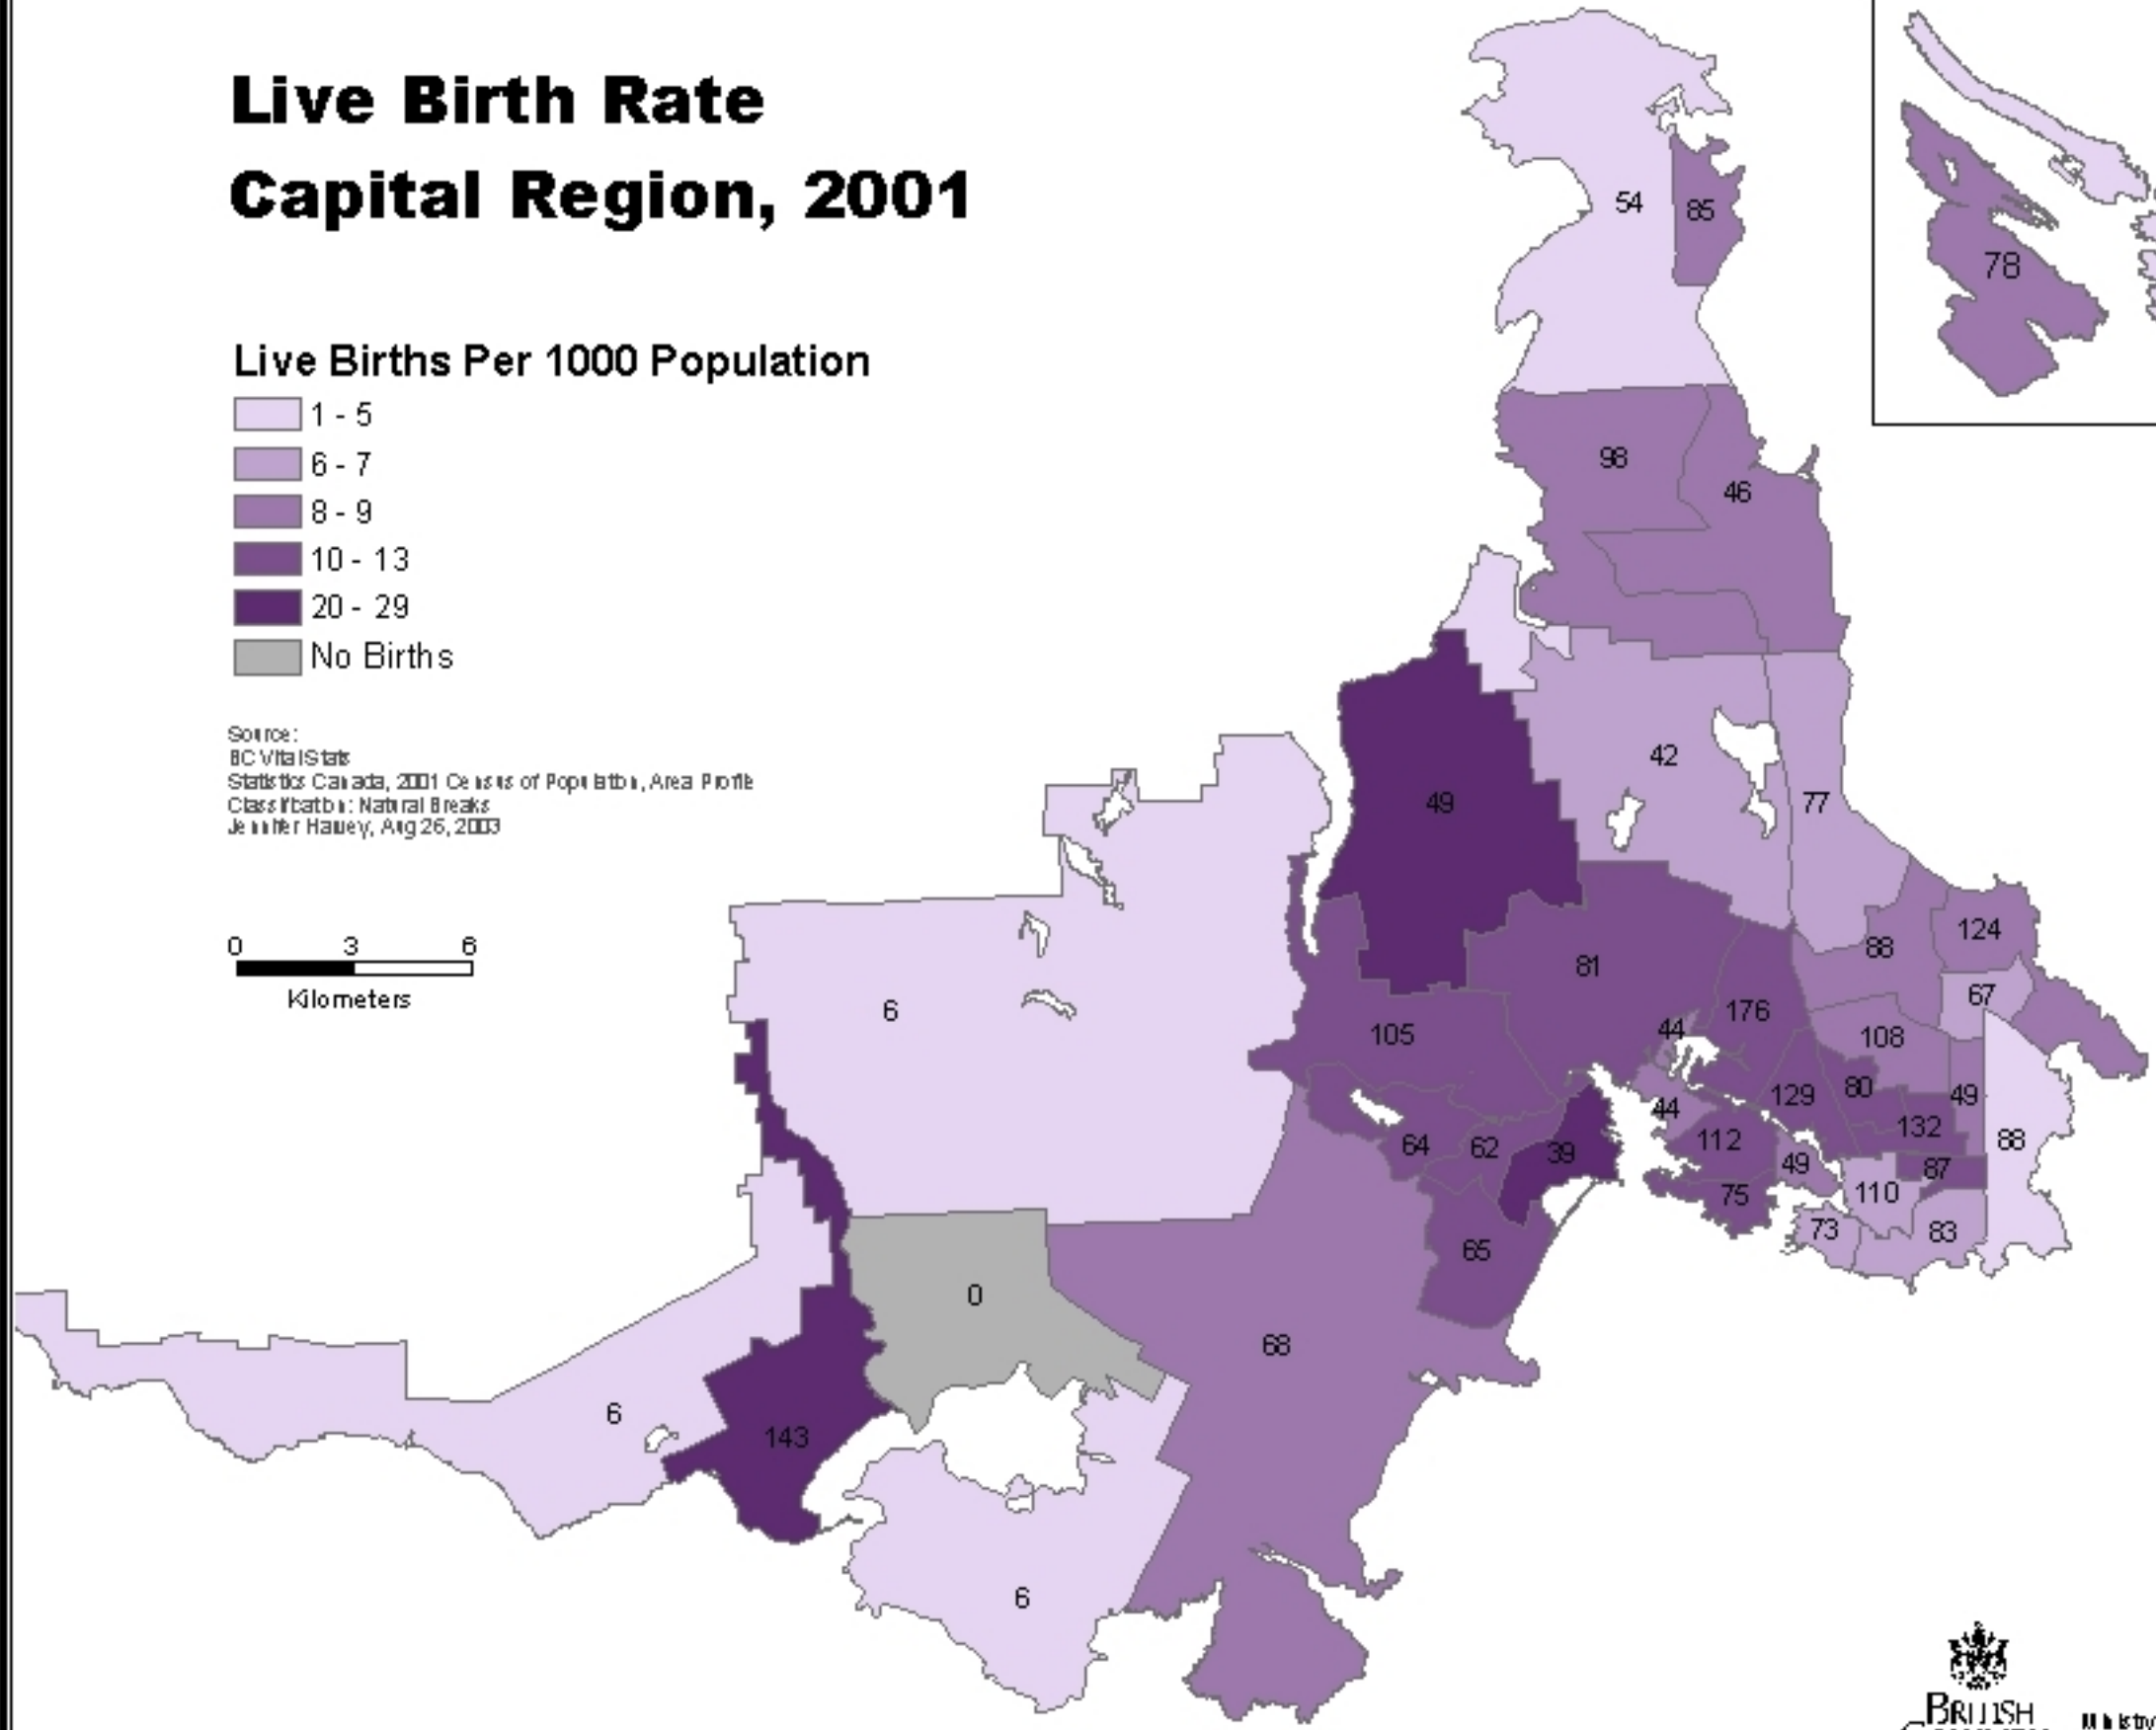 Live Birth Rate
Capital Region, 2001
Live Births Per 1000 Population
1 - 5
6 - 7
8 - 9
10 - 13
20 - 29
No Births
Source:
BC Vital Stats
Statistics Canada, 2001 Census of Population, Area Profile
Classification: Natural Breaks
Aug 26, 2003
0 3 6
Kilometers
54
85
78
98
46
42
49
77
124
88
81
67
6
176
44
105
108
80
129
49
44
132
112
88
64
62
39
49
87
75
110
73
83
65
0
68
6
143
6
BRITISH